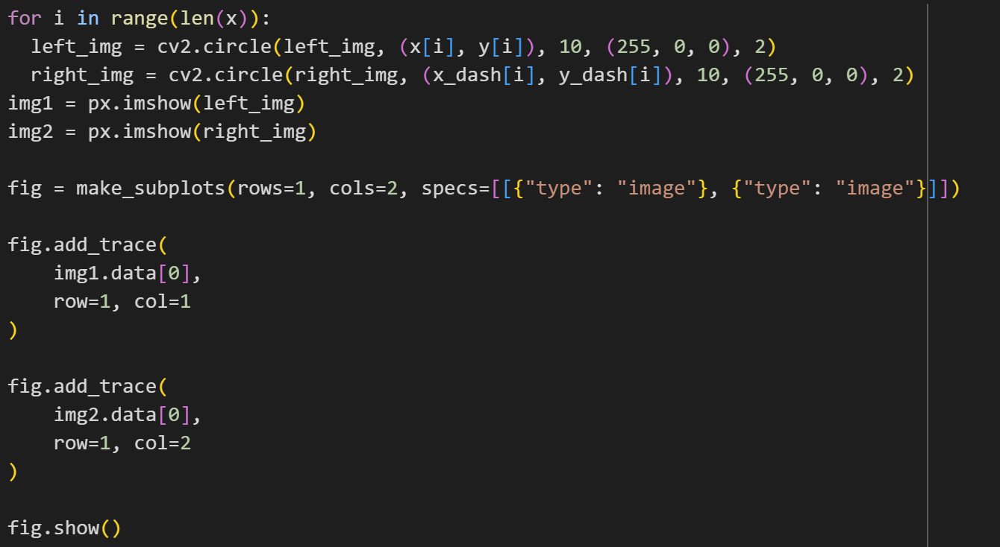 for i in range(len(x)):
  left_img = cv2.circle(left_img, (x[i], y[i]), 10, (255, 0, 0), 2)
  right_img = cv2.circle(right_img, (x_dash[i], y_dash[i]), 10, (255, 0, 0), 2)
img1 = px.imshow(left_img)
img2 = px.imshow(right_img)

fig = make_subplots(rows=1, cols=2, specs=[[{"type": "image"}, {"type": "image"}]])

fig.add_trace(
    img1.data[0],
    row=1, col=1
)

fig.add_trace(
    img2.data[0],
    row=1, col=2
)

fig.show()